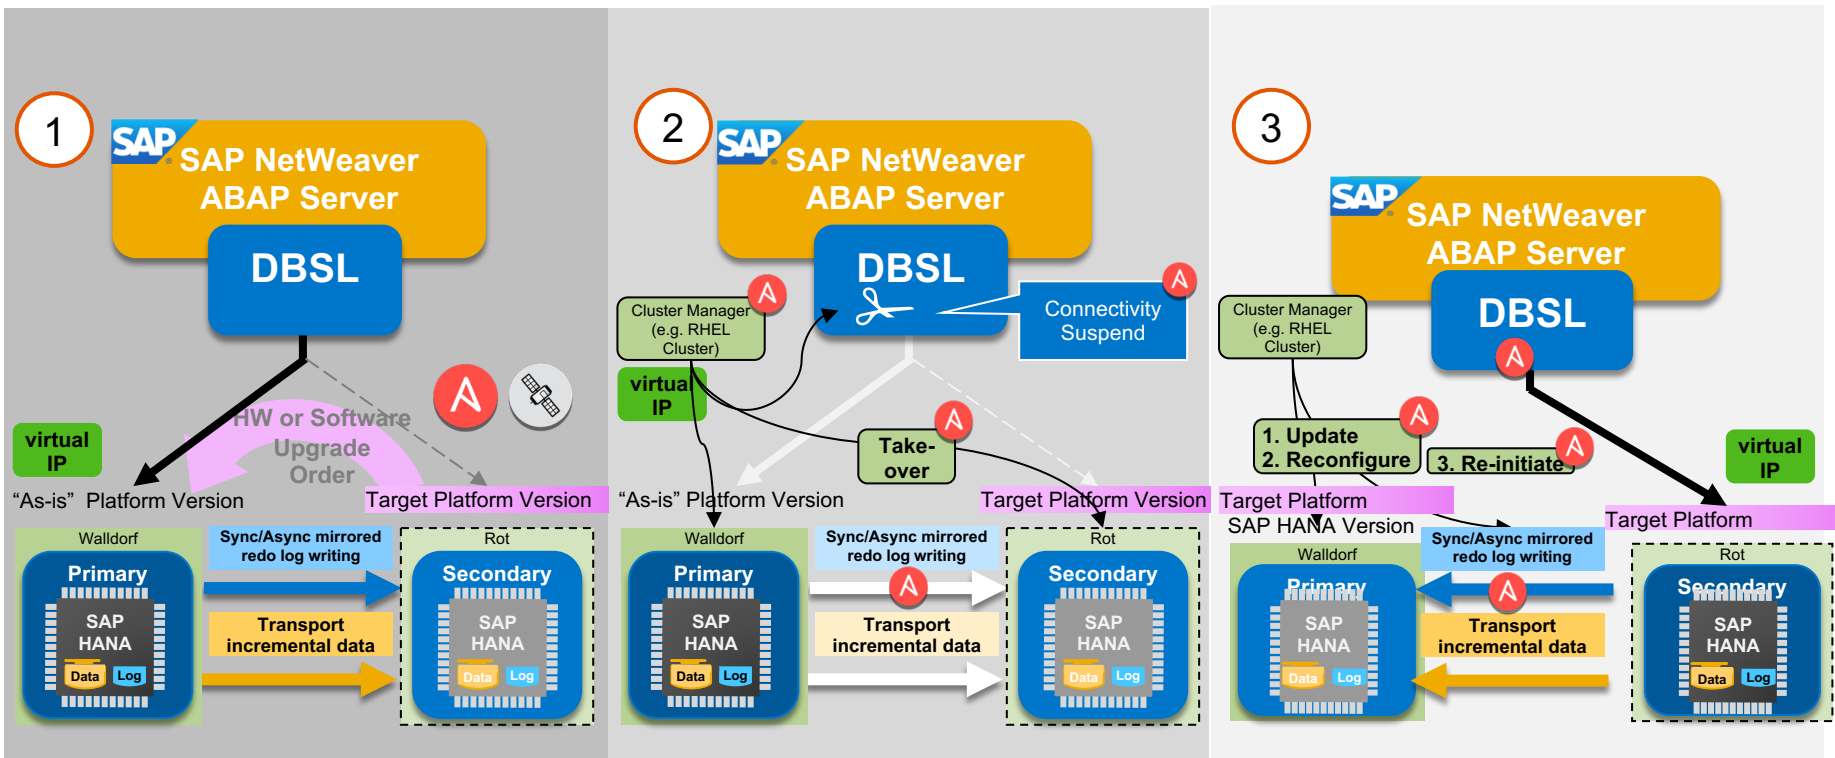 1
SAP
SAP NetWeaver
ABAP Server
DBSL
HW or Software
Upgrade
Order
virtual
IP
“As-is” Platform Version
Target Platform Version
Walldorf
Sync/Async mirrored
redo log writing
Rot
Primary
SAP
HANA
Data
Log
Transport
incremental data
Secondary
SAP
HANA
Data
Log
2
SAP
SAP NetWeaver
ABAP Server
DBSL
Cluster Manager
(e.g. RHEL
Cluster)
Connectivity
Suspend
virtual
IP
Take-
over
“As-is” Platform Version
Target Platform Version
Walldorf
Sync/Async mirrored
redo log writing
Rot
Primary
SAP
HANA
Data
Log
Transport
incremental data
Secondary
SAP
HANA
Data
Log
3
SAP
SAP NetWeaver
ABAP Server
DBSL
Cluster Manager
(e.g. RHEL
Cluster)
1. Update
2. Reconfigure
3. Re-initiate
virtual
IP
Target Platform
SAP HANA Version
Target Platform
Walldorf
Sync/Async mirrored
redo log writing
Rot
Primary
SAP
HANA
Data
Log
Transport
incremental data
Secondary
SAP
HANA
Data
Log